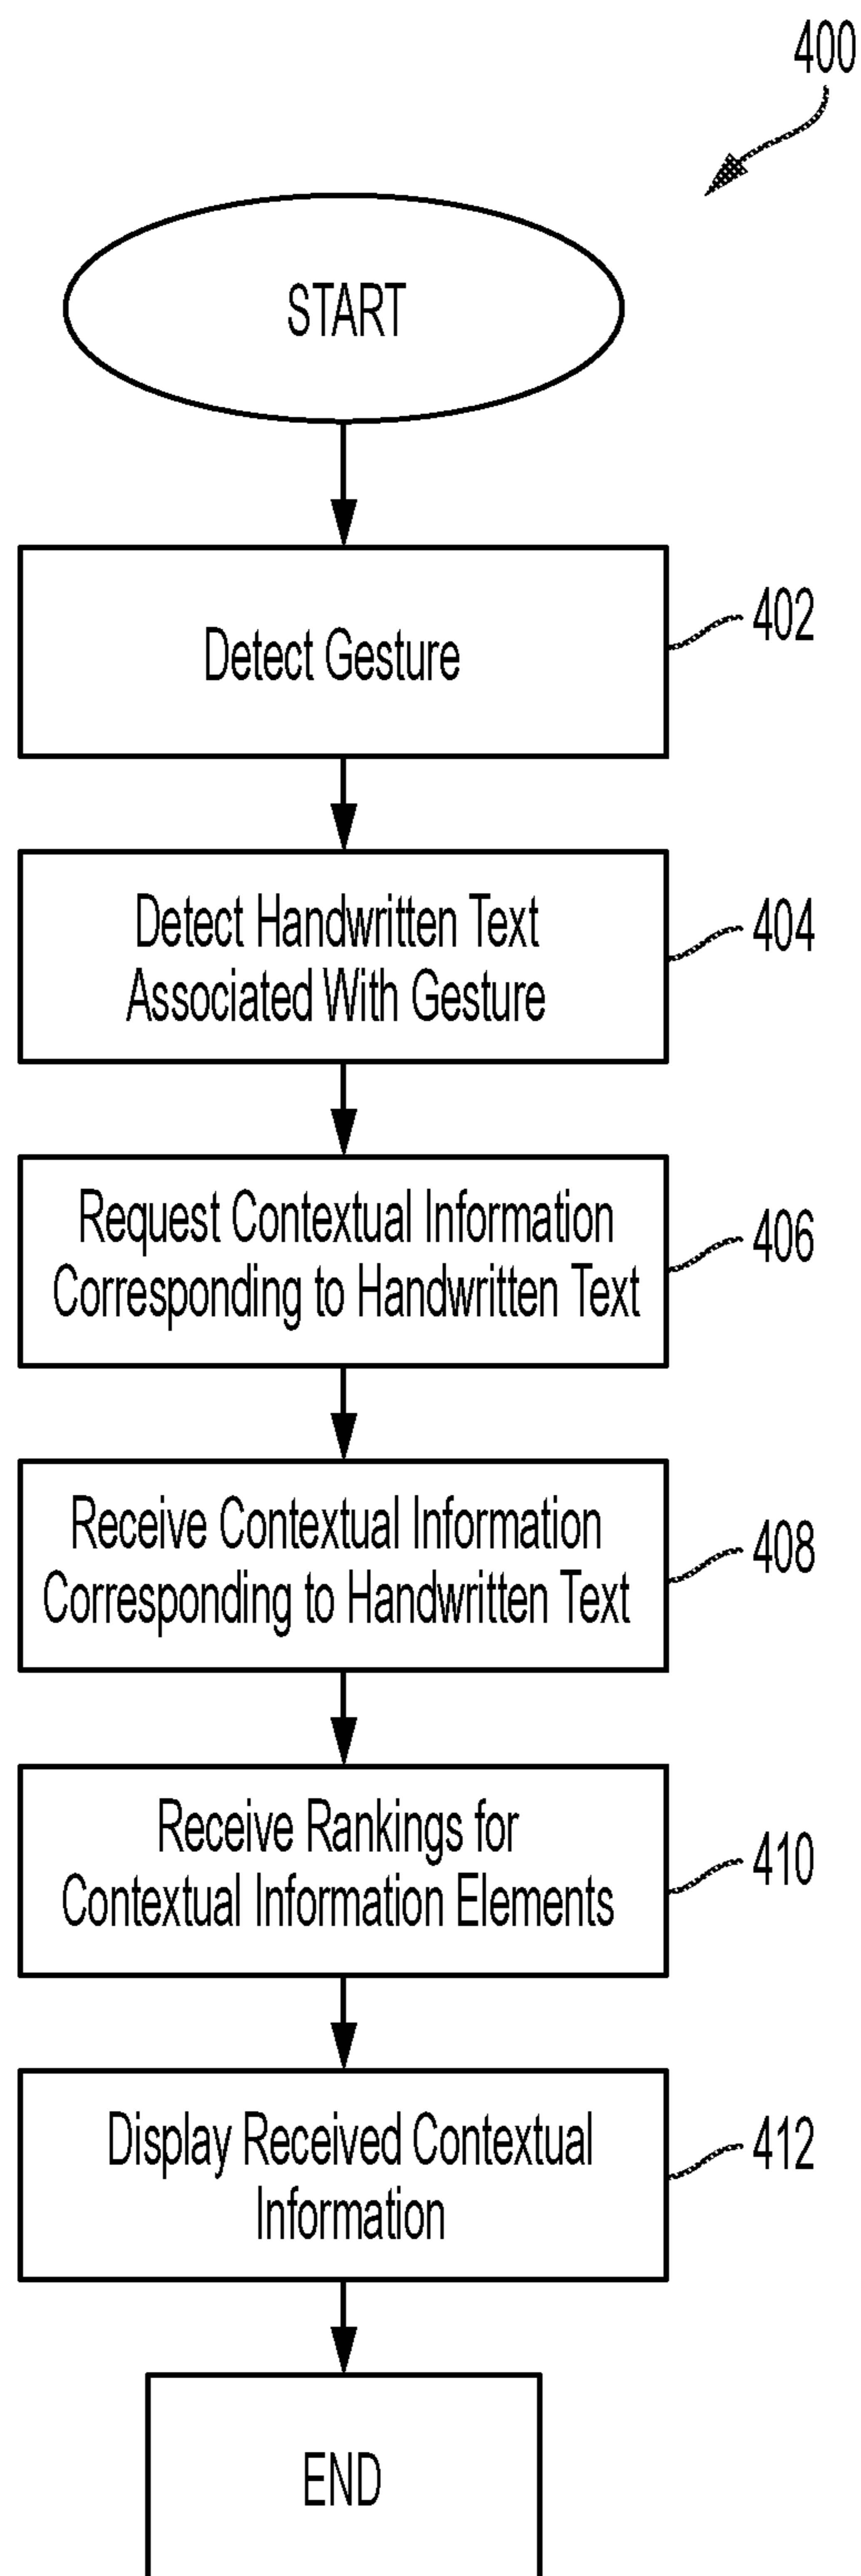 400
START
Detect Gesture
402
Detect Handwritten Text
Associated With Gesture
404
Request Contextual Information
Corresponding to Handwritten Text
406
Receive Contextual Information
Corresponding to Handwritten Text
408
Receive Rankings for
Contextual Information Elements
410
Display Received Contextual
Information
412
END